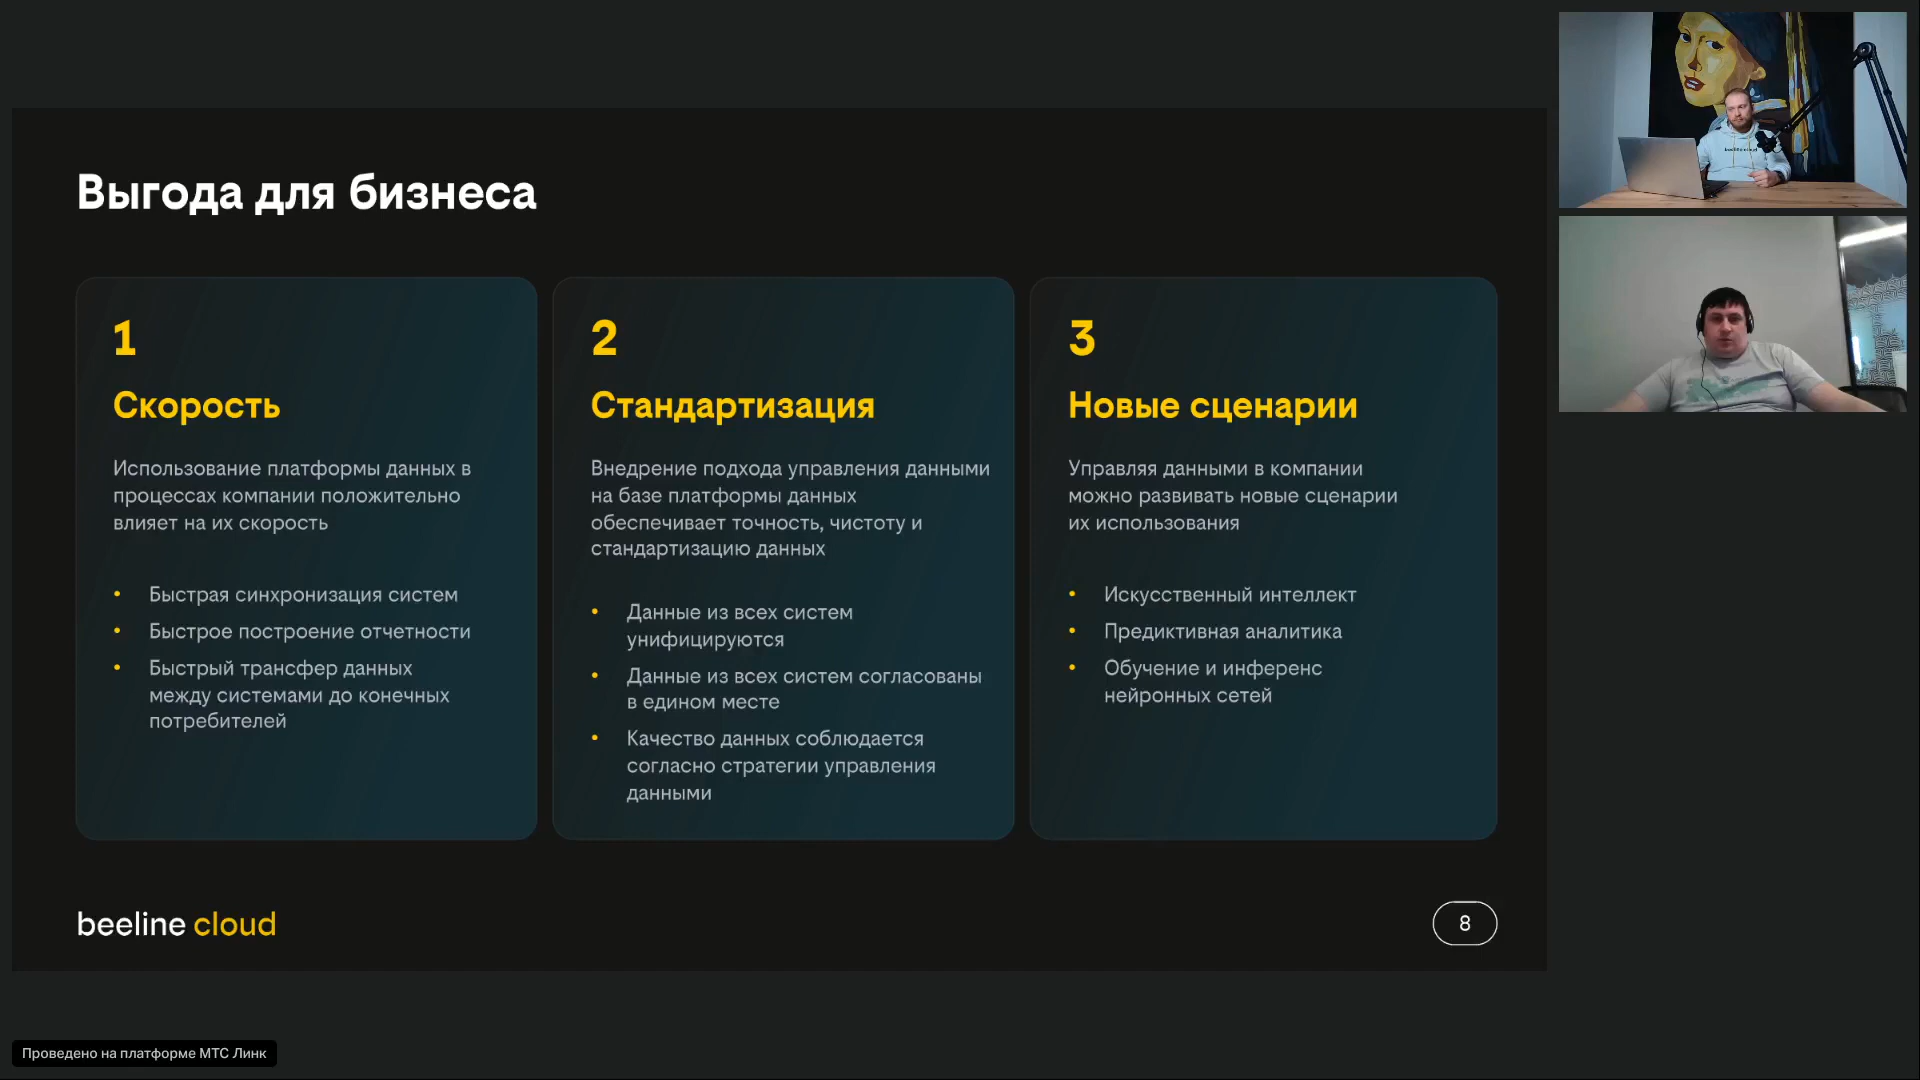 Выгода для бизнеса
1
Скорость
Использование платформы данных в
процессах компании положительно
влияет на их скорость
• Быстрая синхронизация систем
• Быстрое построение отчетности
• Быстрый трансфер данных
между системами до конечных
потребителей
2
Стандартизация
Внедрение подхода управления данными
на базе платформы данных
обеспечивает точность, чистоту и
стандартизацию данных
• Данные из всех систем
унифицируются
• Данные из всех систем согласованы
в едином месте
• Качество данных соблюдается
согласно стратегии управления
данными
3
Новые сценарии
Управляя данными в компании
можно развивать новые сценарии
их использования
• Искусственный интеллект
• Предиктивная аналитика
• Обучение и инференс
нейронных сетей
beeline cloud
8
Проведено на платформе МТС Линк